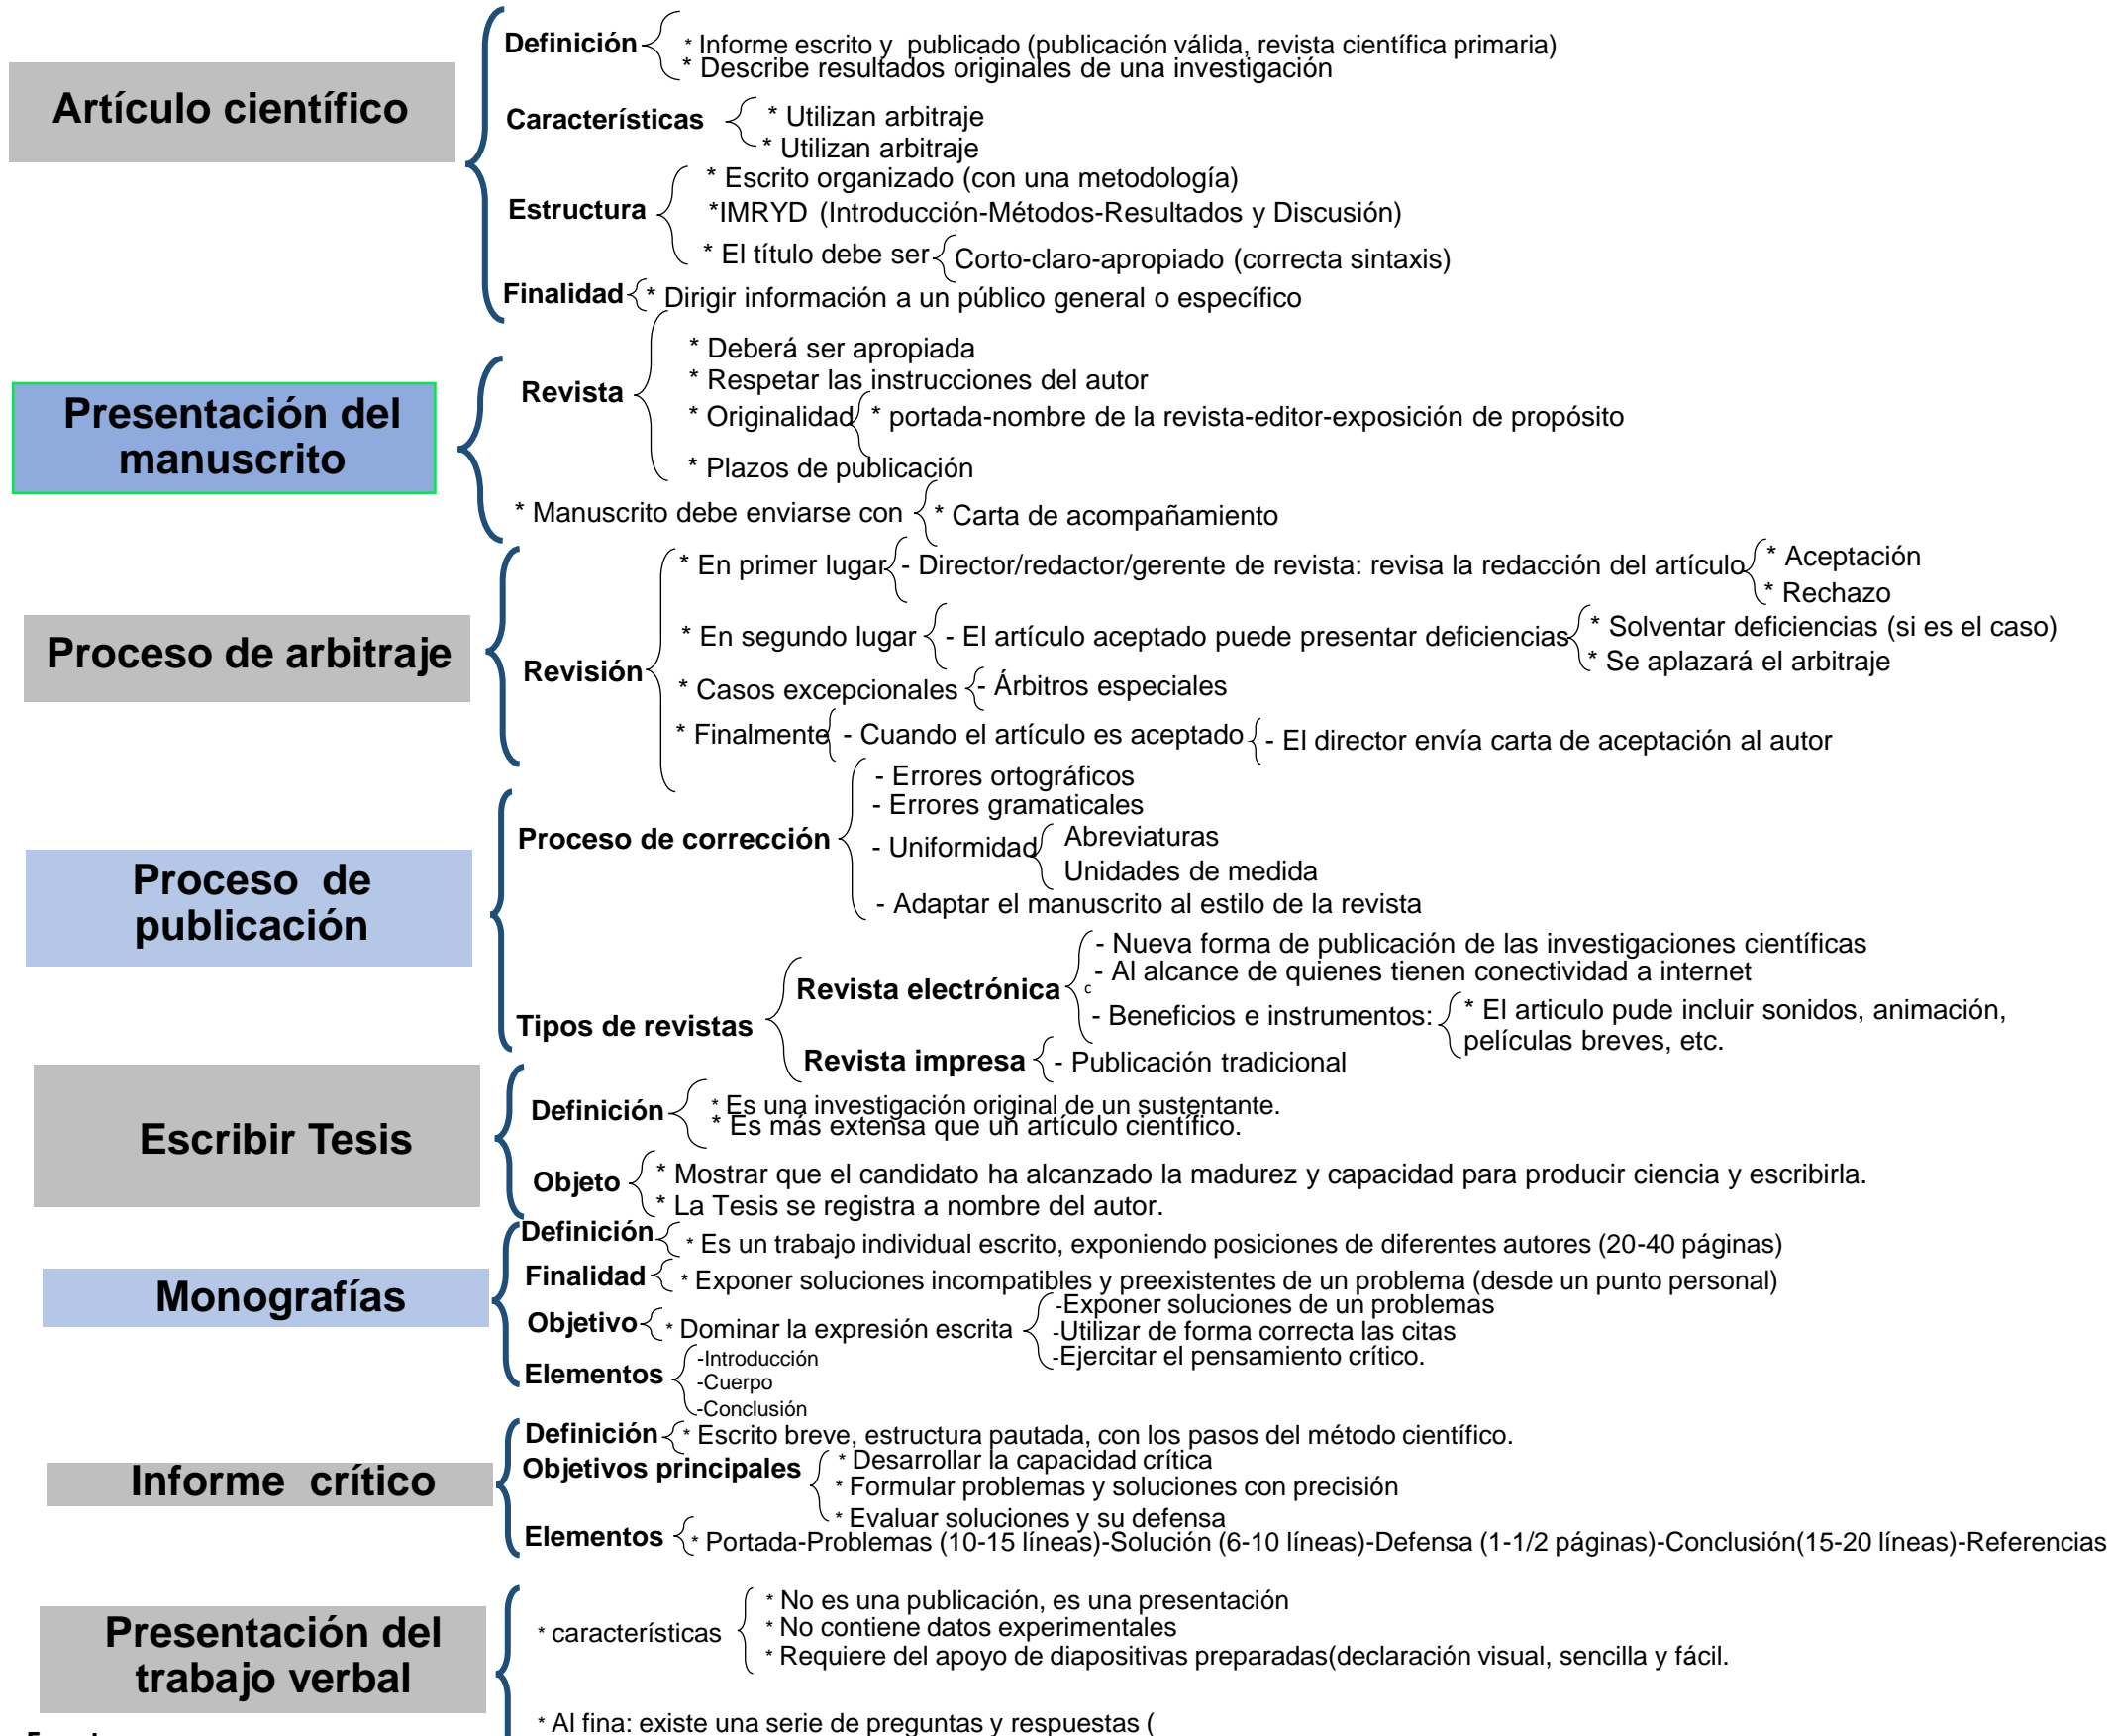 Artículo científico
Definición
* Informe escrito y publicado (publicación válida, revista científica primaria)
* Describe resultados originales de una investigación
Características
* Utilizan arbitraje
* Utilizan arbitraje
Estructura
* Escrito organizado (con una metodología)
*IMRYD (Introducción-Métodos-Resultados y Discusión)
* El título debe ser
Corto-claro-apropiado (correcta sintaxis)
Finalidad
* Dirigir información a un público general o específico
Presentación del
manuscrito
Revista
* Deberá ser apropiada
* Respetar las instrucciones del autor
* Originalidad
* portada-nombre de la revista-editor-exposición de propósito
* Plazos de publicación
* Manuscrito debe enviarse con
* Carta de acompañamiento
Proceso de arbitraje
Revisión
* En primer lugar
- Director/redactor/gerente de revista: revisa la redacción del artículo
* Aceptación
* Rechazo
* En segundo lugar
- El artículo aceptado puede presentar deficiencias
* Solventar deficiencias (si es el caso)
* Se aplazará el arbitraje
* Casos excepcionales
- Árbitros especiales
* Finalmente
- Cuando el artículo es aceptado
- El director envía carta de aceptación al autor
Proceso de
publicación
Proceso de corrección
- Errores ortográficos
- Errores gramaticales
- Uniformidad
Abreviaturas
Unidades de medida
- Adaptar el manuscrito al estilo de la revista
Tipos de revistas
Revista electrónica
- Nueva forma de publicación de las investigaciones científicas
- Al alcance de quienes tienen conectividad a internet
c
- Beneficios e instrumentos:
* El articulo pude incluir sonidos, animación,
películas breves, etc.
Revista impresa
- Publicación tradicional
Escribir Tesis
Definición
* Es una investigación original de un sustentante.
* Es más extensa que un artículo científico.
Objeto
* Mostrar que el candidato ha alcanzado la madurez y capacidad para producir ciencia y escribirla.
* La Tesis se registra a nombre del autor.
Monografías
Definición
* Es un trabajo individual escrito, exponiendo posiciones de diferentes autores (20-40 páginas)
Finalidad
* Exponer soluciones incompatibles y preexistentes de un problema (desde un punto personal)
Objetivo
* Dominar la expresión escrita
-Exponer soluciones de un problemas
-Utilizar de forma correcta las citas
-Ejercitar el pensamiento crítico.
Elementos
-Introducción
-Cuerpo
-Conclusión
Informe crítico
Definición
* Escrito breve, estructura pautada, con los pasos del método científico.
Objetivos principales
* Desarrollar la capacidad crítica
* Formular problemas y soluciones con precisión
* Evaluar soluciones y su defensa
Elementos
* Portada-Problemas (10-15 líneas)-Solución (6-10 líneas)-Defensa (1-1/2 páginas)-Conclusión(15-20 líneas)-Referencias
Presentación del
trabajo verbal
* características
* No es una publicación, es una presentación
* No contiene datos experimentales
* Requiere del apoyo de diapositivas preparadas(declaración visual, sencilla y fácil.
* Al fina: existe una serie de preguntas y respuestas (